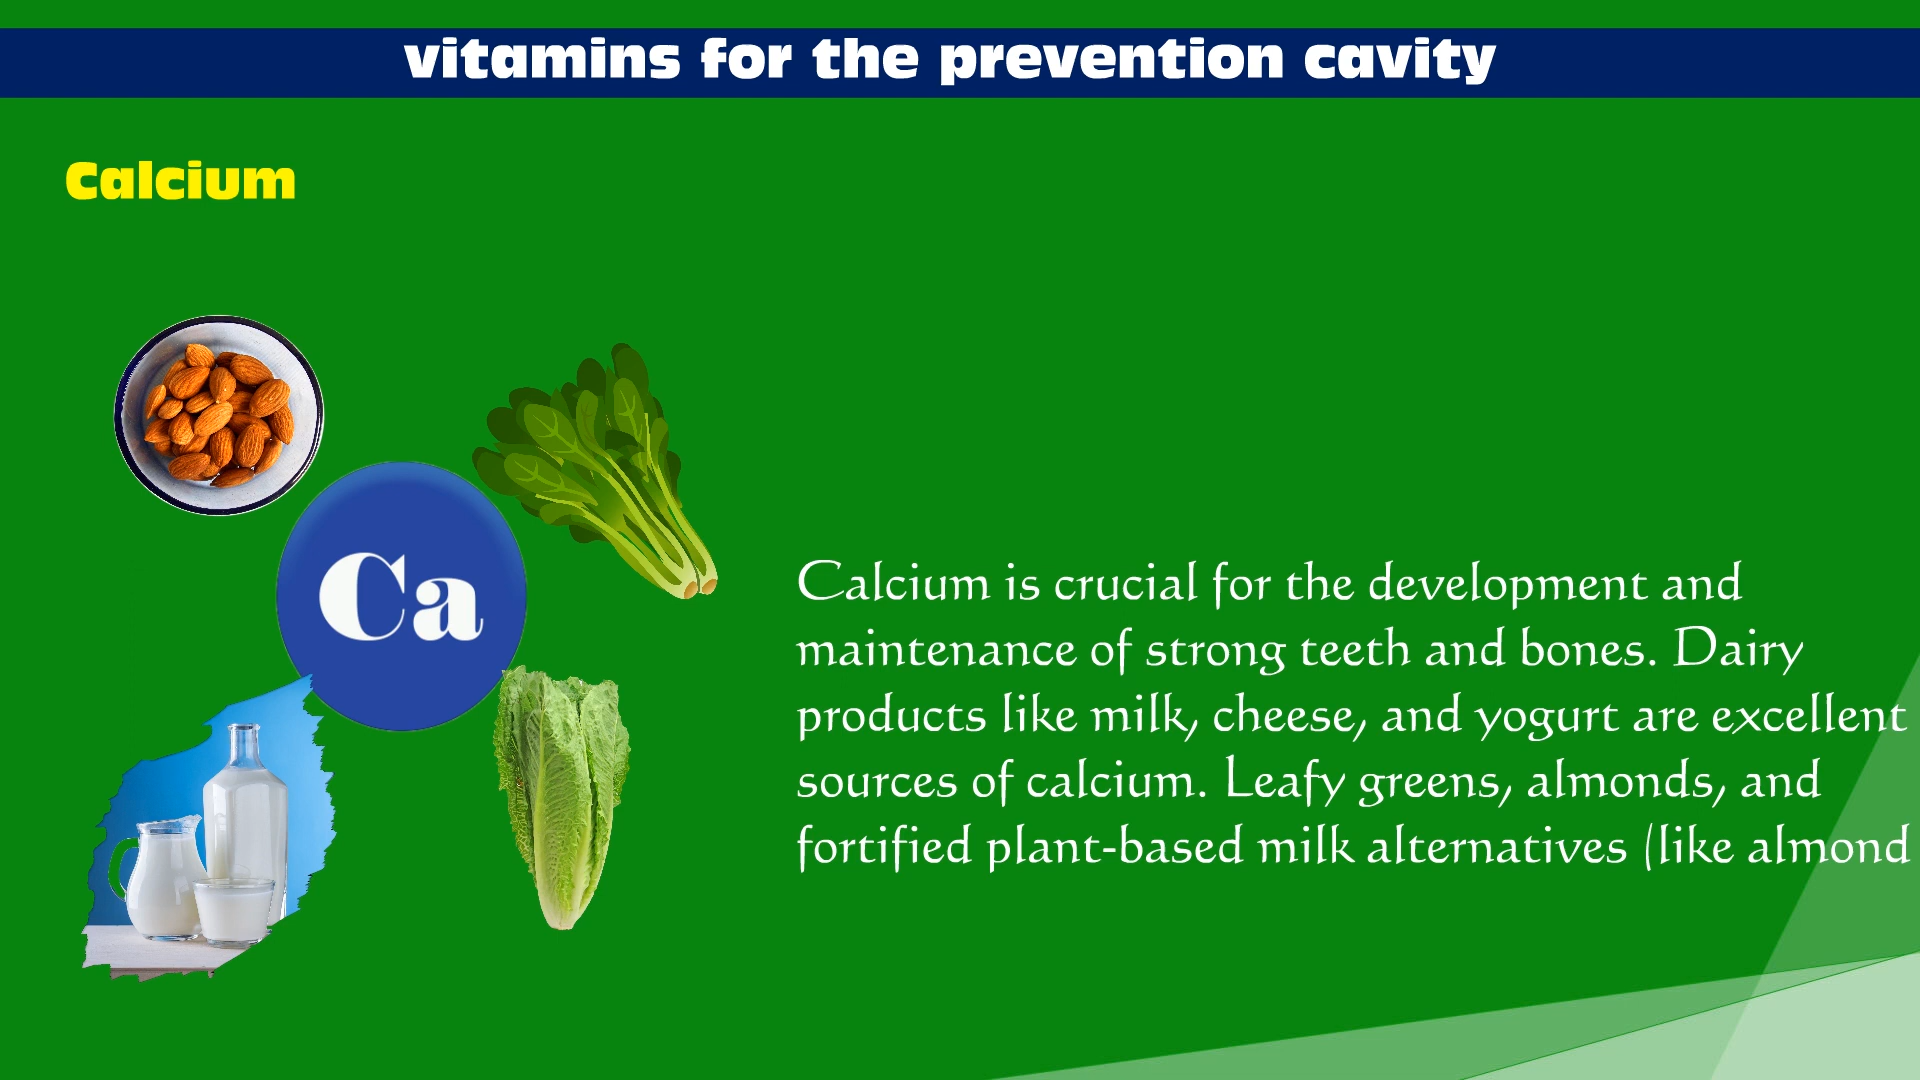 vitamins for the prevention cavity
Calcium
Ca
Calcium is crucial for the development and
maintenance of strong teeth and bones. Dairy
products like milk, cheese, and yogurt are excellent
sources of calcium. Leafy greens, almonds, and
fortified plant-based milk alternatives (like almond